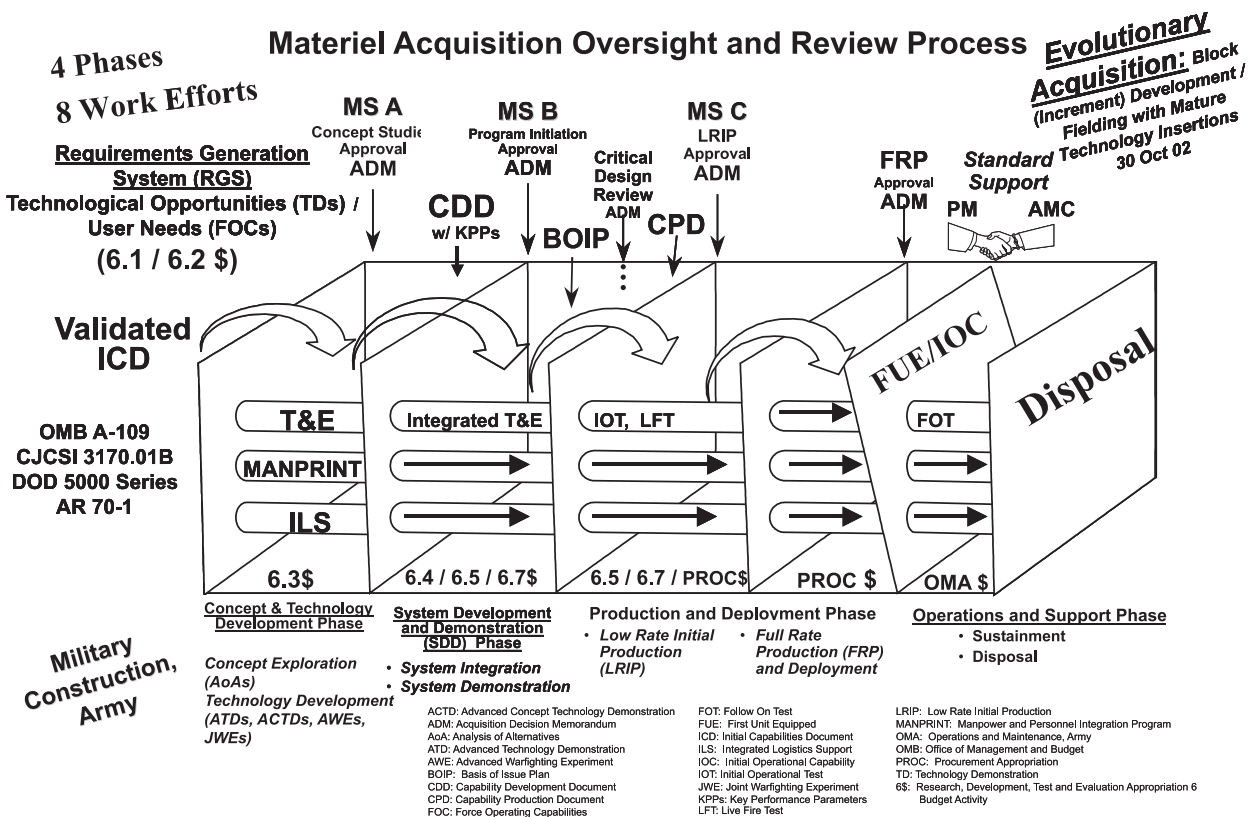 Materiel Acquisition Oversight and Review Process
4 Phases
8 Work Efforts
Evolutionary
Acquisition: Block
(Increment) Development /
Fielding with Mature
Technology Insertions
30 Oct 02
Requirements Generation
System (RGS)
Technological Opportunities (TDs) /
User Needs (FOCs)
(6.1 / 6.2 $)
MS A
Concept Studie
Approval
ADM
MS B
Program Initiation
Approval
ADM
CDD
w/ KPPs
BOIP
Critical
Design
Review
ADM
CPD
MS C
LRIP
Approval
ADM
FRP
Approval
ADM
Standard
Support
PM AMC
Validated
ICD
OMB A-109
CJCSI 3170.01B
DOD 5000 Series
AR 70-1
T&E
MANPRINT
ILS
Integrated T&E
IOT, LFT
FUE/IOC
FOT
Disposal
6.3$
6.4 / 6.5 / 6.7$
6.5 / 6.7 / PROC$
PROC $
OMA $
Concept & Technology
Development Phase
Concept Exploration
(AoAs)
Technology Development
(ATDs, ACTDs, AWEs,
JWEs)
System Development
and Demonstration
(SDD) Phase
• System Integration
• System Demonstration
Production and Deployment Phase
• Low Rate Initial
Production
(LRIP)
• Full Rate
Production (FRP)
and Deployment
Operations and Support Phase
• Sustainment
• Disposal
Military
Construction,
Army
ACTD: Advanced Concept Technology Demonstration
ADM: Acquisition Decision Memorandum
AoA: Analysis of Alternatives
ATD: Advanced Technology Demonstration
AWE: Advanced Warfighting Experiment
BOIP: Basis of Issue Plan
CDD: Capability Development Document
CPD: Capability Production Document
FOC: Force Operating Capabilities
FOT: Follow On Test
FUE: First Unit Equipped
ICD: Initial Capabilities Document
ILS: Integrated Logistics Support
IOC: Initial Operational Capability
IOT: Initial Operational Test
JWE: Joint Warfighting Experiment
KPPs: Key Performance Parameters
LFT: Live Fire Test
LRIP: Low Rate Initial Production
MANPRINT: Manpower and Personnel Integration Program
OMA: Operations and Maintenance, Army
OMB: Office of Management and Budget
PROC: Procurement Appropriation
TD: Technology Demonstration
6$: Research, Development, Test and Evaluation Appropriation 6
Budget Activity